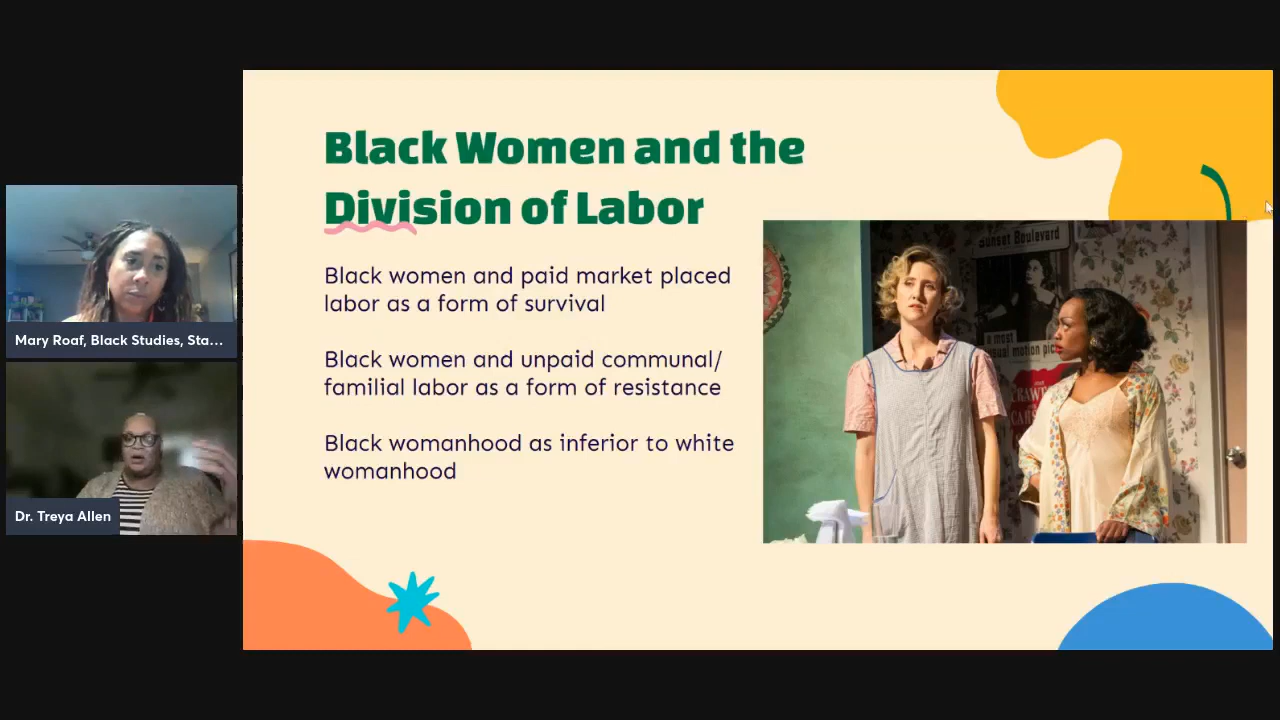 Black Women and the
Division of Labor
Black women and paid market placed
labor as a form of survival
Black women and unpaid communal/
familial labor as a form of resistance
Black womanhood as inferior to white
womanhood
Sunset Boulevard
a most
motion
Mary Roaf, Black Studies, Sta...
Dr. Treya Allen